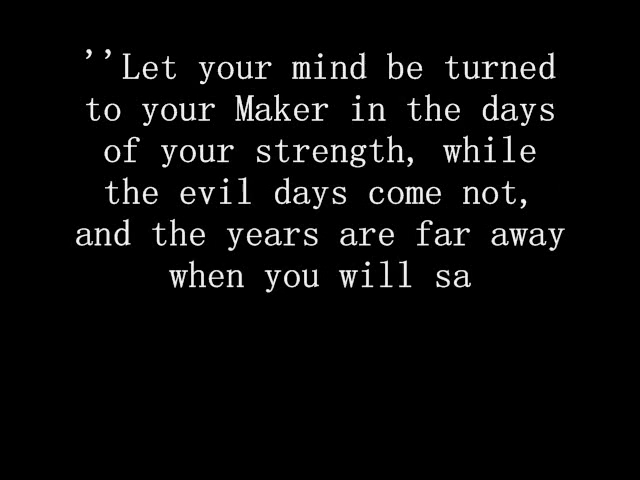 ’’Let your mind be turned
to your Maker in the days
of your strength, while
the evil days come not,
and the years are far away
when you will sa